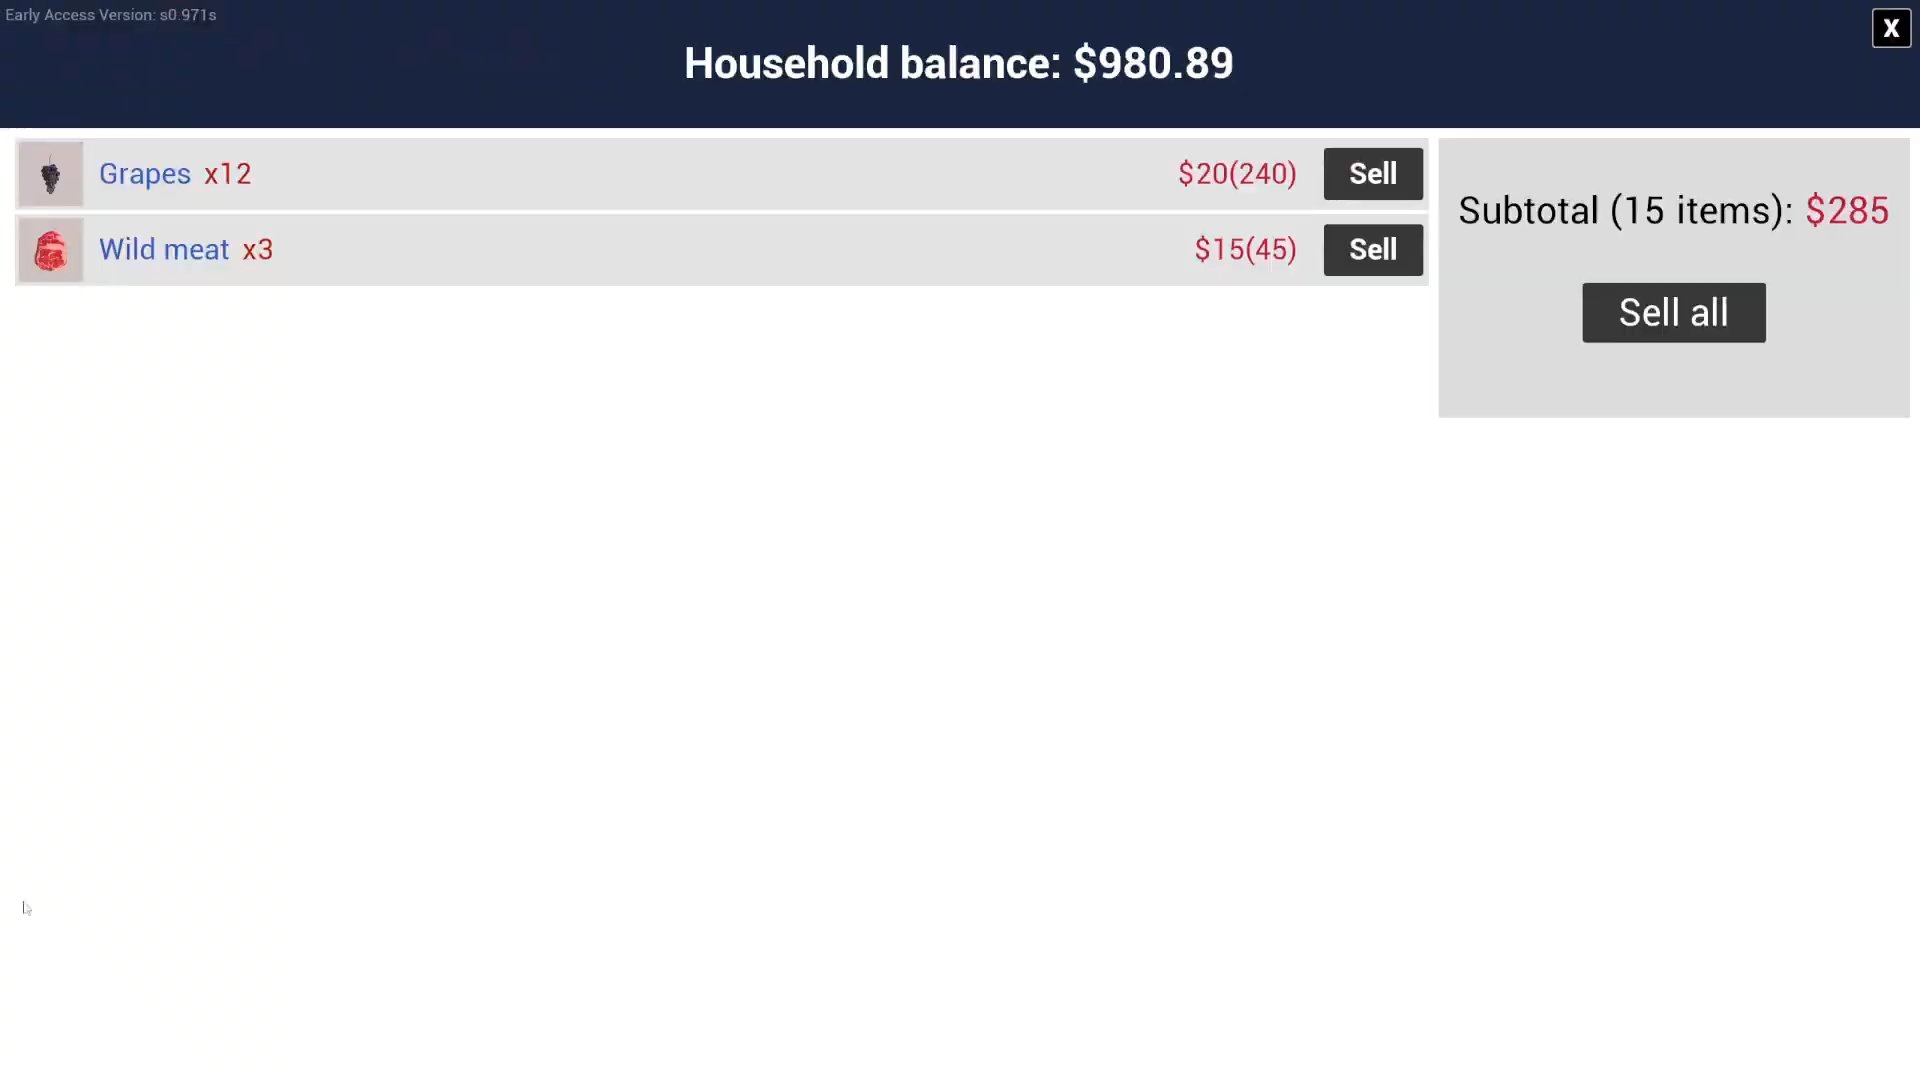 Early Access Version: s0.971s
X
Household balance: $980.89
Grapes x12 $20(240) Sell
Wild meat x3 $15(45) Sell
Subtotal (15 items): $285
Sell all